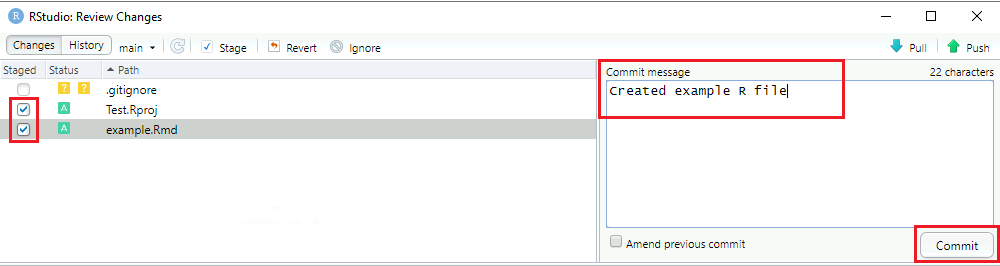 R RStudio: Review Changes
Changes History main Stage Revert Ignore Pull Push
Staged Status Path
? ? .gitignore
A Test.Rproj
A example.Rmd
Commit message 22 characters
Created example R file
Amend previous commit Commit